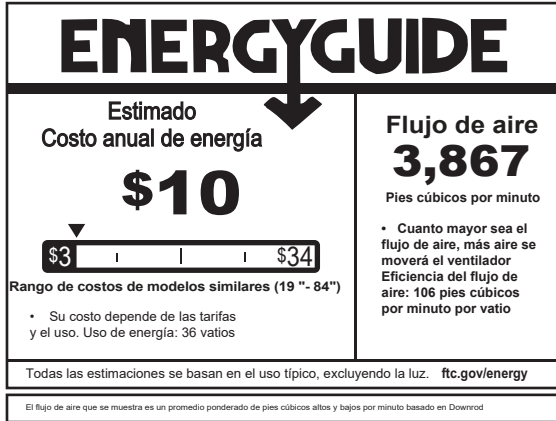 ENERGYGUIDE
Estimado
Costo anual de energía
$10
$3
$34
Rango de costos de modelos similares (19 "- 84")
• Su costo depende de las tarifas
y el uso. Uso de energía: 36 vatios
Flujo de aire
3,867
Pies cúbicos por minuto
• Cuanto mayor sea el
flujo de aire, más aire se
moverá el ventilador
Eficiencia del flujo de
aire: 106 pies cúbicos
por minuto por vatio
Todas las estimaciones se basan en el uso típico, excluyendo la luz. ftc.gov/energy
El flujo de aire que se muestra es un promedio ponderado de pies cúbicos altos y bajos por minuto basado en Downrod